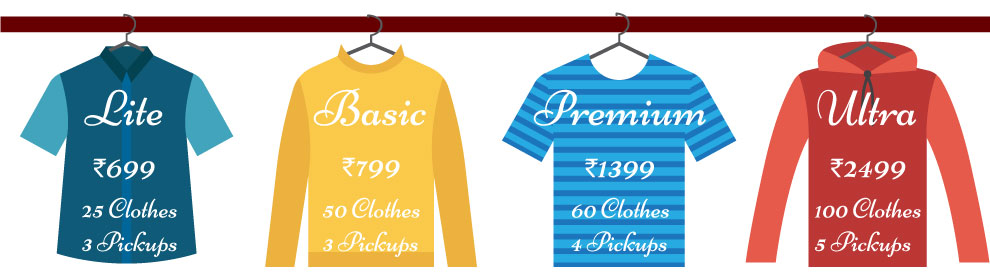 Lite
₹699
25 Clothes
3 Pickups
Basic
₹799
50 Clothes
3 Pickups
Premium
₹1399
60 Clothes
4 Pickups
Ultra
₹2499
100 Clothes
5 Pickups